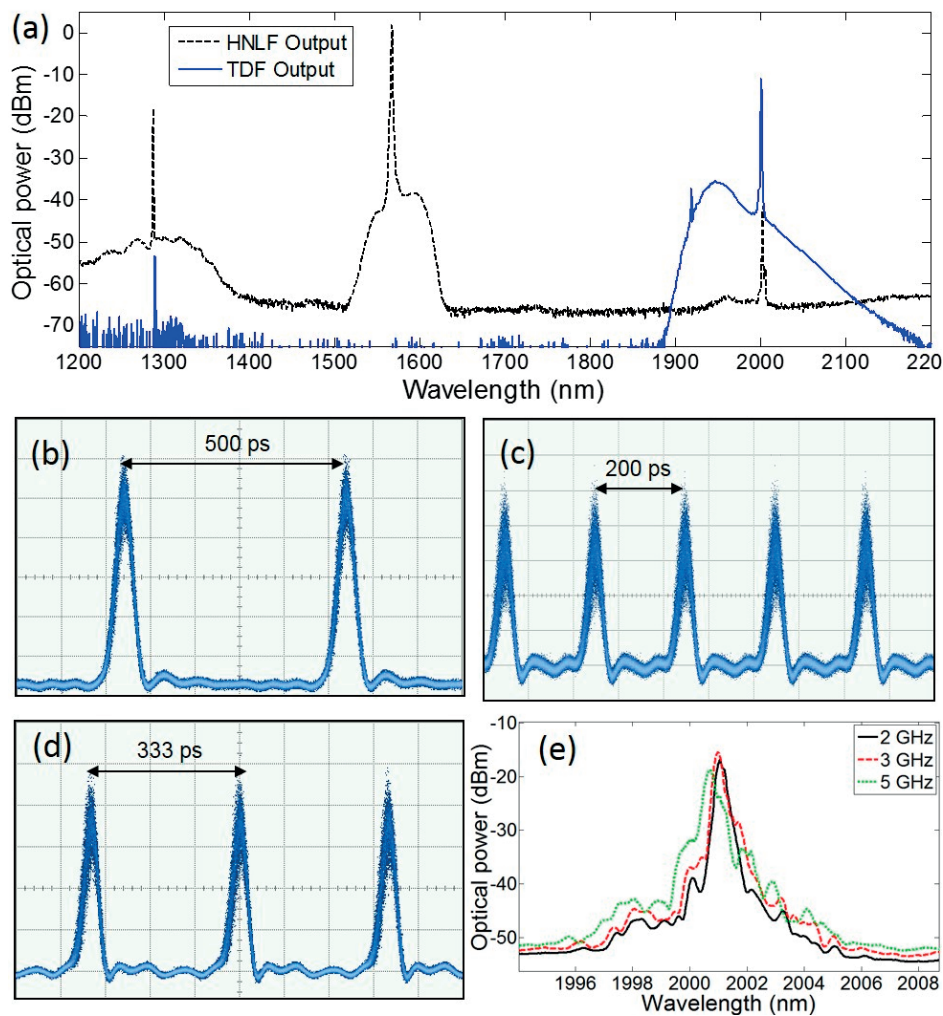 (a)
0
-10
-20
-30
-40
-50
-60
-70
Optical power (dBm)
HNLF Output
TDF Output
1200 1300 1400 1500 1600 1700 1800 1900 2000 2100 220
Wavelength (nm)
(b)
500 ps
(c)
200 ps
(d)
333 ps
(e)
-10
-20
-30
-40
-50
Optical power (dBm)
2 GHz
3 GHz
5 GHz
1996 1998 2000 2002 2004 2006 2008
Wavelength (nm)